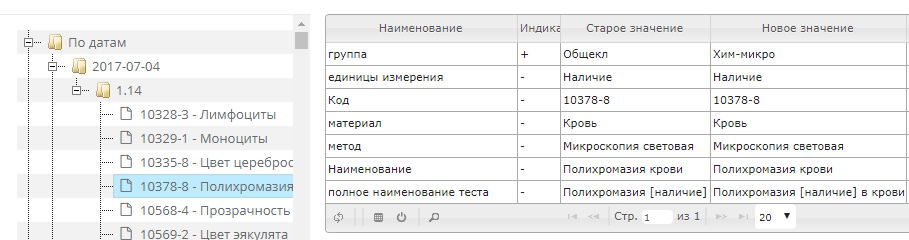 По датам
2017-07-04
1.14
10328-3 - Лимфоциты
10329-1 - Моноциты
10335-8 - Цвет цереброс
10378-8 - Полихромазия
10568-4 - Прозрачность
10569-2 - Цвет эякулята
Наименование Индика Старое значение Новое значение
группа + Общекл Хим-микро
единицы измерения - Наличие Наличие
Код - 10378-8 10378-8
материал - Кровь Кровь
метод - Микроскопия световая Микроскопия световая
Наименование - Полихромазия крови Полихромазия крови
полное наименование теста - Полихромазия [наличие] Полихромазия [наличие] в крови
Стр. 1 из 1 20